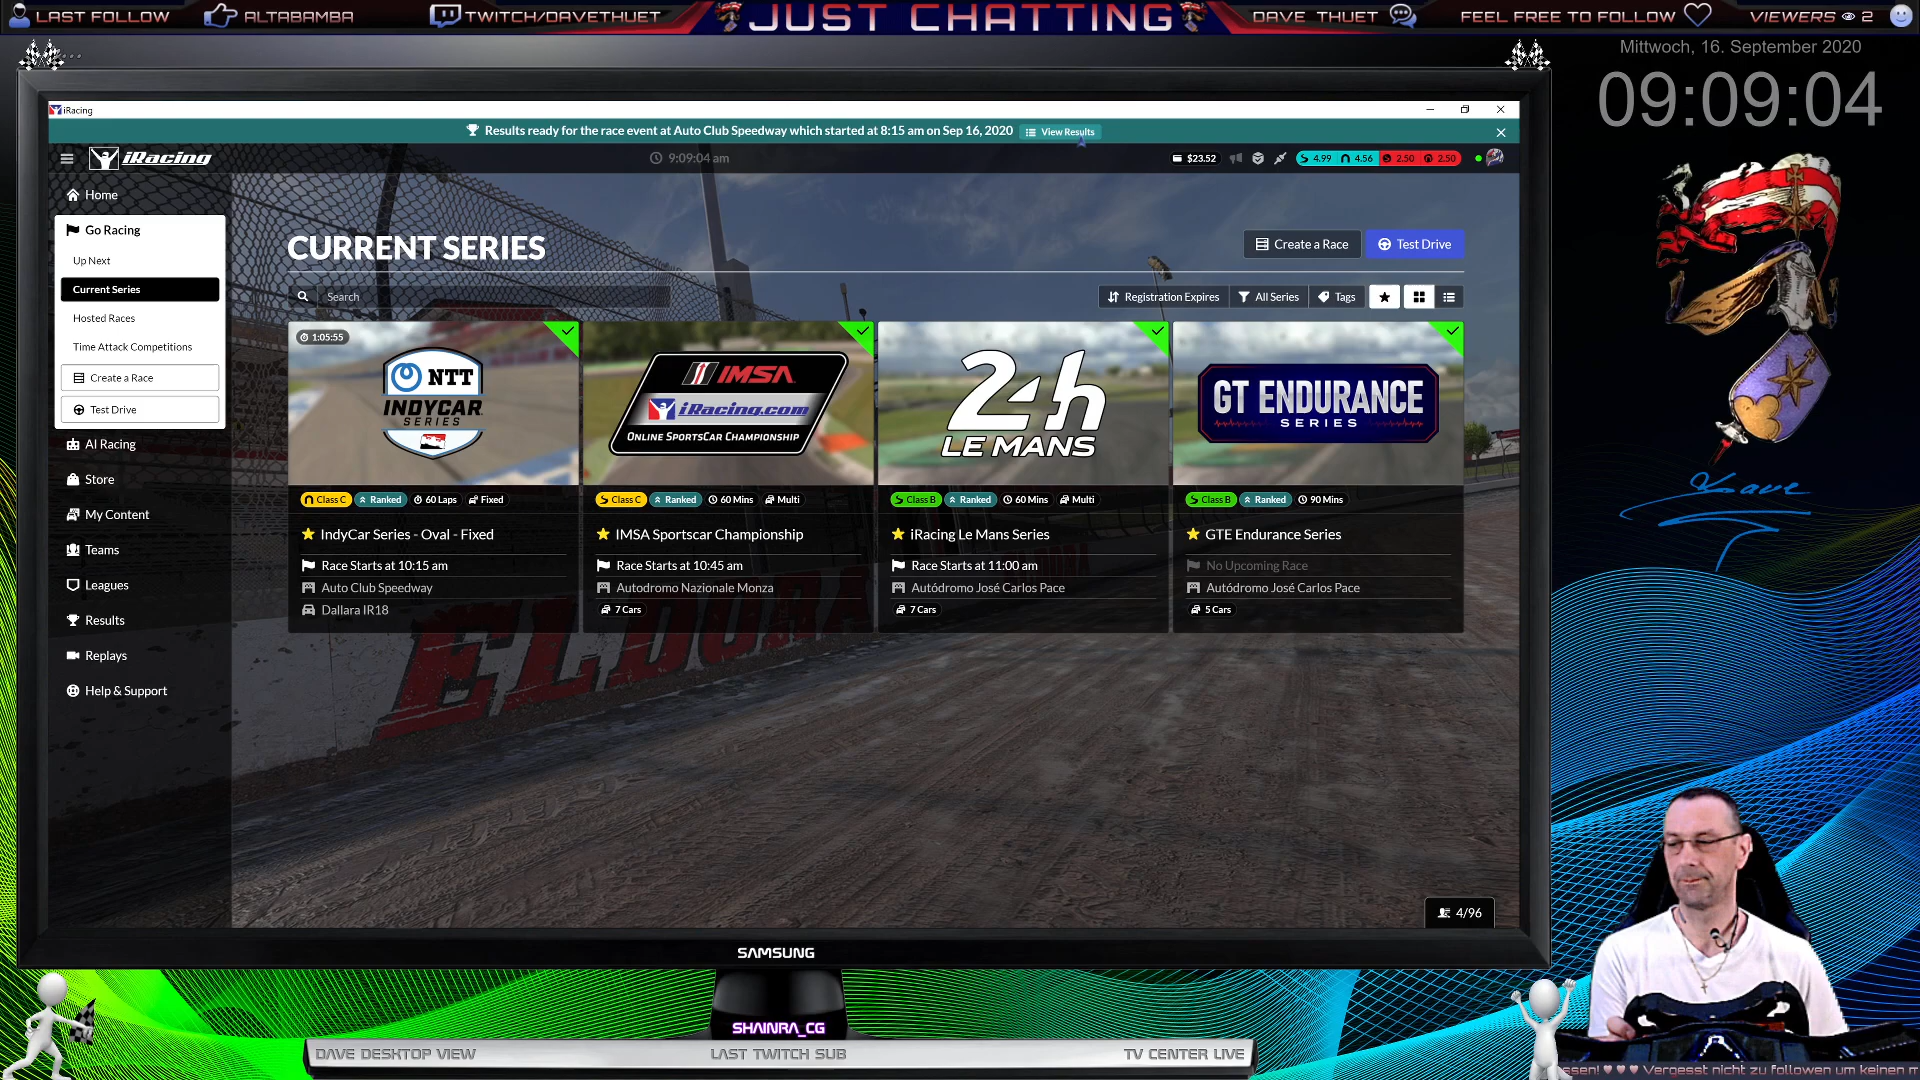 LAST FOLLOW
ALTABAMBA
TWITCH/DAVETHUET
JUST CHATTING
DAVE THUET
FEEL FREE TO FOLLOW
VIEWERS 2
Mittwoch, 16. September 2020
09:09:04
iRacing
Results ready for the race event at Auto Club Speedway which started at 8:15 am on Sep 16, 2020
View Results
iRacing
9:09:04 am
$23.52
4.99
4.56
2.50
2.50
Home
Go Racing
Up Next
Current Series
Hosted Races
Time Attack Competitions
Create a Race
Test Drive
AI Racing
Store
My Content
Teams
Leagues
Results
Replays
Help & Support
CURRENT SERIES
Create a Race
Test Drive
Search
Registration Expires
All Series
Tags
1:05:55
NTT
INDYCAR
SERIES
Class C
Ranked
60 Laps
Fixed
IndyCar Series - Oval - Fixed
Race Starts at 10:15 am
Auto Club Speedway
Dallara IR18
IMSA
iRacing.com
ONLINE SPORTSCAR CHAMPIONSHIP
Class C
Ranked
60 Mins
Multi
IMSA Sportscar Championship
Race Starts at 10:45 am
Autodromo Nazionale Monza
7 Cars
24h
LE MANS
Class B
Ranked
60 Mins
Multi
iRacing Le Mans Series
Race Starts at 11:00 am
Autódromo José Carlos Pace
7 Cars
GT ENDURANCE
SERIES
Class B
Ranked
90 Mins
GTE Endurance Series
No Upcoming Race
Autódromo José Carlos Pace
5 Cars
ELDORA
4/96
SAMSUNG
Dave
SHAINRA_CG
DAVE DESKTOP VIEW
LAST TWITCH SUB
TV CENTER LIVE
ssen! ♥ ♥ ♥ Vergesst nicht zu followen um keinen m